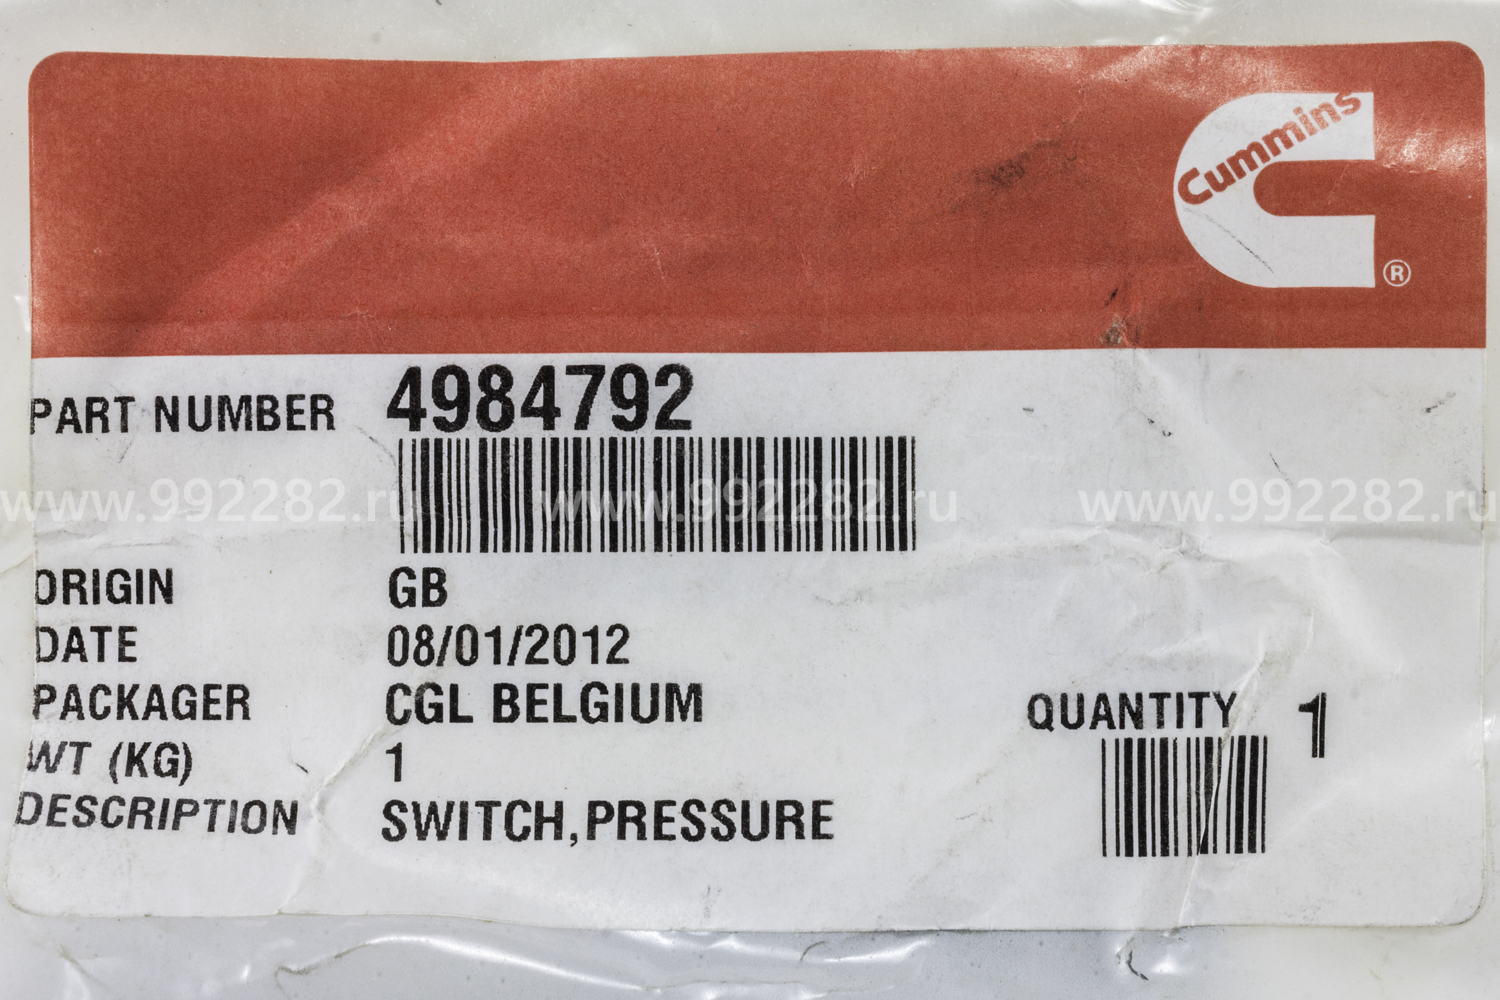 Cummins
®
PART NUMBER 4984792
www.992282.ru www.992282.ru www.992282.ru
ORIGIN GB
DATE 08/01/2012
PACKAGER CGL BELGIUM
QUANTITY 1
WT (KG) 1
DESCRIPTION SWITCH,PRESSURE